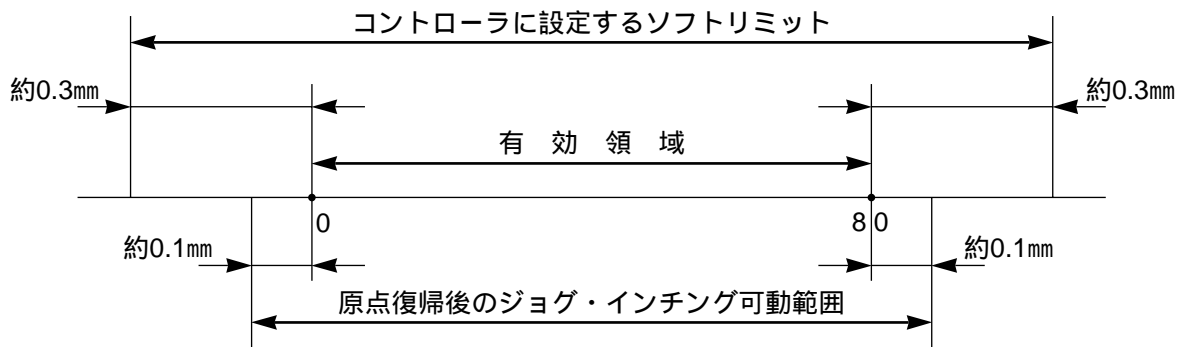 コントローラに設定するソフトリミット
約0.3㎜
約0.3㎜
有効領域
0
80
約0.1㎜
約0.1㎜
原点復帰後のジョグ・インチング可動範囲